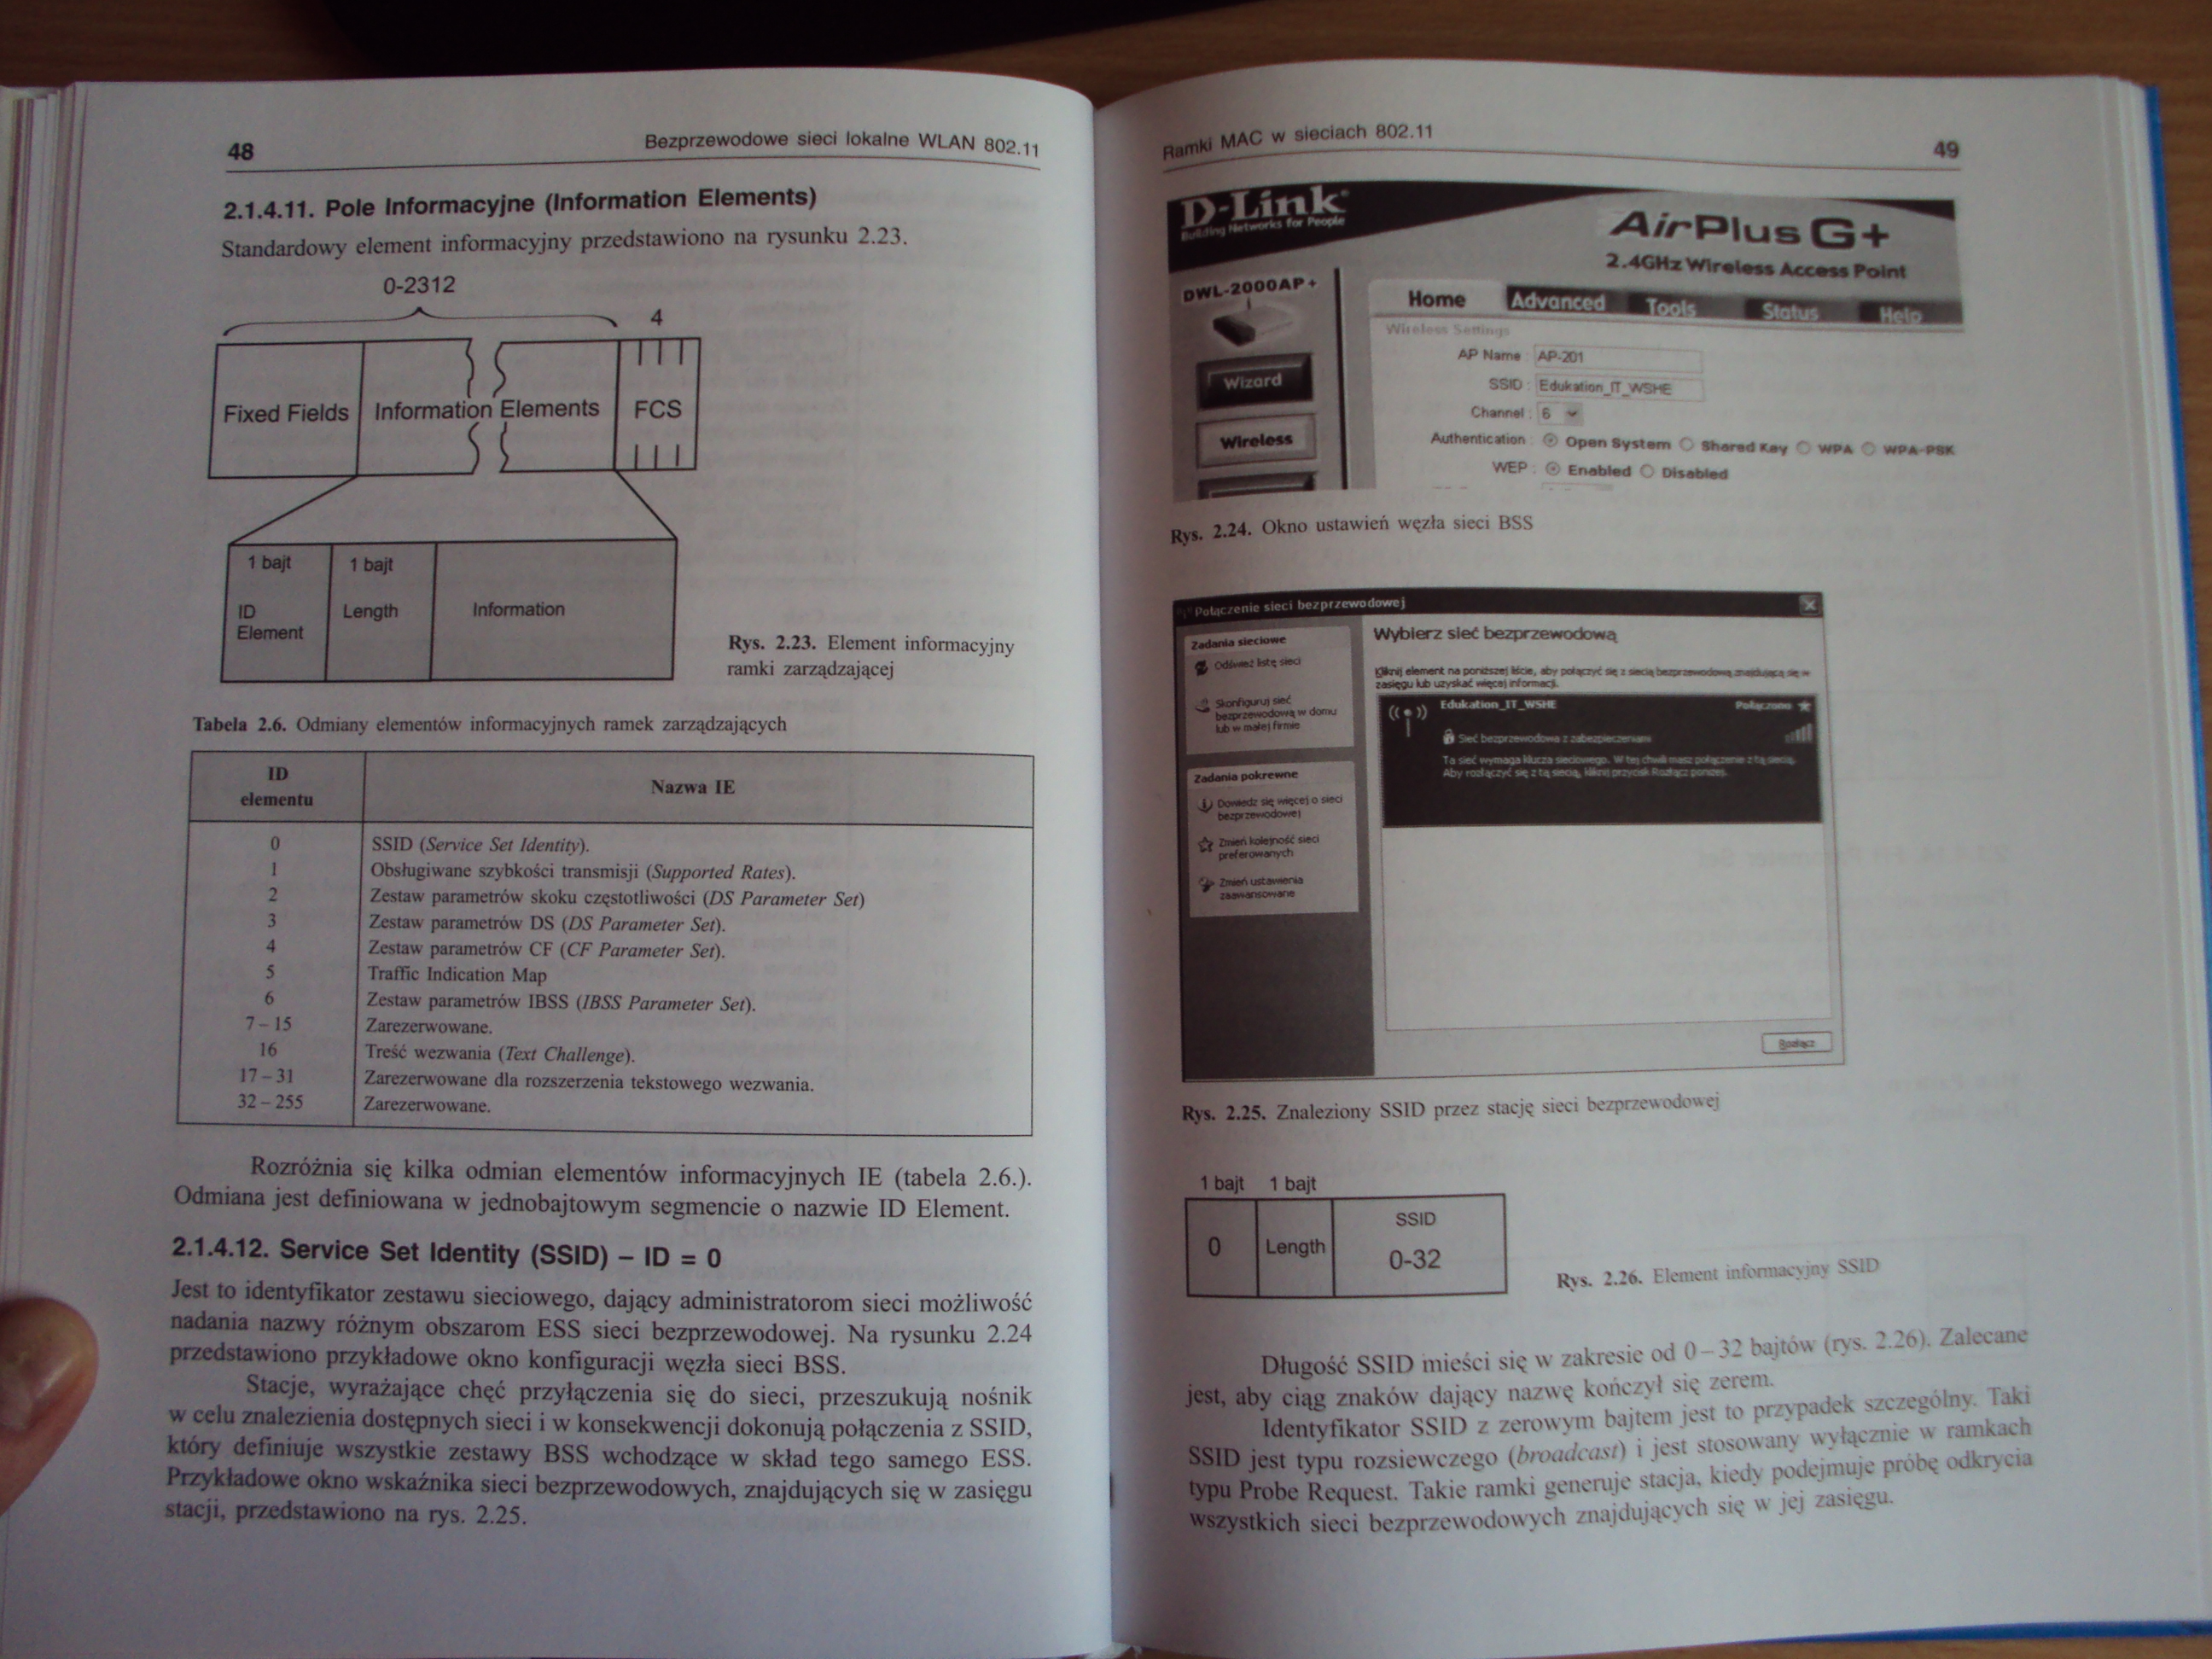 48
Bezprzewodowe sieci lokalne WLAN 802.11
2.1.4.11. Pole Informacyjne (Information Elements)
Standardowy element informacyjny przedstawiono na rysunku 2.23.
0-2312
4
Fixed Fields
Information Elements
FCS
1 bajt
1 bajt
ID
Element
Length
Information
Rys. 2.23. Element informacyjny
ramki zarządzającej
Tabela 2.6. Odmiany elementów informacyjnych ramek zarządzających
ID
elementu
Nazwa IE
0 SSID (Service Set Identity).
1 Obsługiwane szybkości transmisji (Supported Rates).
2 Zestaw parametrów skoku częstotliwości (DS Parameter Set)
3 Zestaw parametrów DS (DS Parameter Set).
4 Zestaw parametrów CF (CF Parameter Set).
5 Traffic Indication Map
6 Zestaw parametrów IBSS (IBSS Parameter Set).
7 – 15 Zarezerwowane.
16 Treść wezwania (Text Challenge).
17 – 31 Zarezerwowane dla rozszerzenia tekstowego wezwania.
32 – 255 Zarezerwowane.
Rozróżnia się kilka odmian elementów informacyjnych IE (tabela 2.6.).
Odmiana jest definiowana w jednobajtowym segmencie o nazwie ID Element.
2.1.4.12. Service Set Identity (SSID) – ID = 0
Jest to identyfikator zestawu sieciowego, dający administratorom sieci możliwość
nadania nazwy różnym obszarom ESS sieci bezprzewodowej. Na rysunku 2.24
przedstawiono przykładowe okno konfiguracji węzła sieci BSS.
Stacje, wyrażające chęć przyłączenia się do sieci, przeszukują nośnik
w celu znalezienia dostępnych sieci i w konsekwencji dokonują połączenia z SSID,
który definiuje wszystkie zestawy BSS wchodzące w skład tego samego ESS.
Przykładowe okno wskaźnika sieci bezprzewodowych, znajdujących się w zasięgu
stacji, przedstawiono na rys. 2.25.
Ramki MAC w sieciach 802.11
49
D-Link
Building Networks for People
AirPlus G+
2.4GHz Wireless Access Point
DWL-2000AP+
Home Advanced Tools Status Help
Wireless Settings
AP Name : AP-201
SSID : Edukation_IT_WSHE
Channel : 6
Authentication : Open System Shared Key WPA WPA-PSK
WEP : Enabled Disabled
Wizard
Wireless
Rys. 2.24. Okno ustawień węzła sieci BSS
Połączenie sieci bezprzewodowej
Zadania sieciowe
Odśwież listę sieci
Skonfiguruj sieć
bezprzewodową w domu
lub w małej firmie
Zadania pokrewne
Dowiedz się więcej o sieci
bezprzewodowej
Zmień kolejność sieci
preferowanych
Zmień ustawienia
zaawansowane
Wybierz sieć bezprzewodową
Kliknij element na poniższej liście, aby połączyć się z siecią bezprzewodową znajdującą się w
zasięgu lub uzyskać więcej informacji.
Edukation_IT_WSHE
Połączono
Sieć bezprzewodowa z zabezpieczeniami
Ta sieć wymaga klucza sieciowego. W tej chwili masz połączenie z tą siecią.
Aby rozłączyć się z tą siecią, kliknij przycisk Rozłącz poniżej.
Rozłącz
Rys. 2.25. Znaleziony SSID przez stację sieci bezprzewodowej
1 bajt 1 bajt
0
Length
SSID
0-32
Rys. 2.26. Element informacyjny SSID
Długość SSID mieści się w zakresie od 0 – 32 bajtów (rys. 2.26). Zalecane
jest, aby ciąg znaków dający nazwę kończył się zerem.
Identyfikator SSID z zerowym bajtem jest to przypadek szczególny. Taki
SSID jest typu rozsiewczego (broadcast) i jest stosowany wyłącznie w ramkach
typu Probe Request. Takie ramki generuje stacja, kiedy podejmuje próbę odkrycia
wszystkich sieci bezprzewodowych znajdujących się w jej zasięgu.